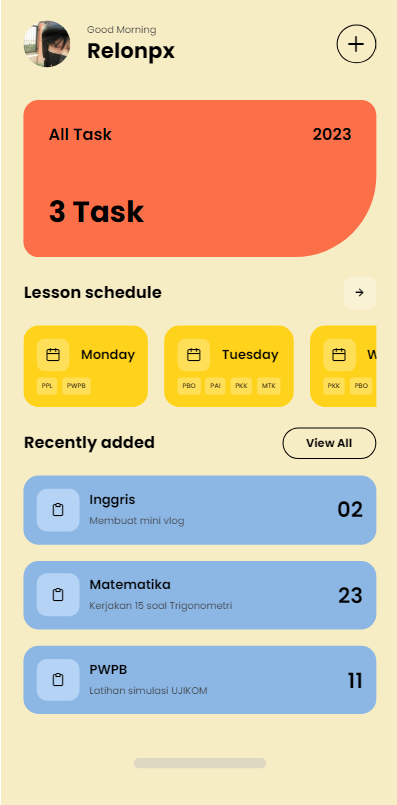 Good Morning
Relonpx
All Task 2023
3 Task
Lesson schedule
Monday Tuesday W
PPL PWPB PBO PAI PKK MTK PKK PBO
Recently added View All
Inggris
Membuat mini vlog
02
Matematika
Kerjakan 15 soal Trigonometri
23
PWPB
Latihan simulasi UJIKOM
11